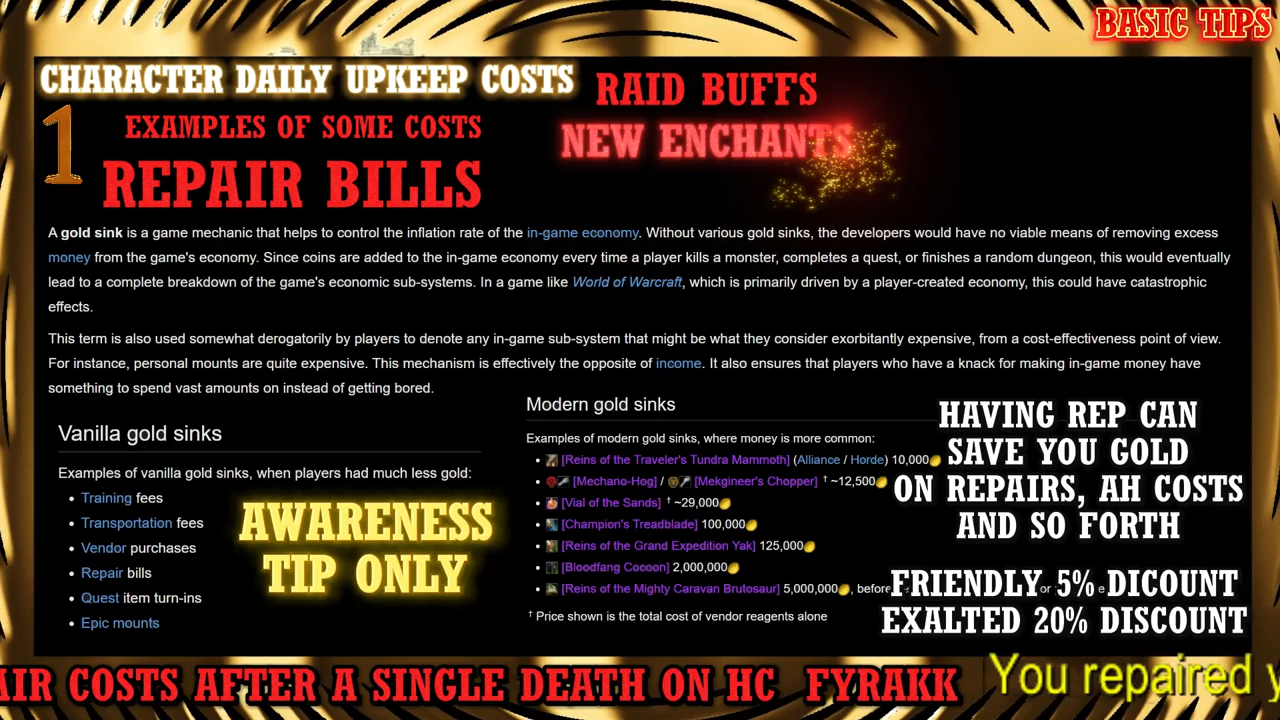 BASIC TIPS
CHARACTER DAILY UPKEEP COSTS
RAID BUFFS
1
EXAMPLES OF SOME COSTS
NEW ENCHANTS
REPAIR BILLS
A gold sink is a game mechanic that helps to control the inflation rate of the in-game economy. Without various gold sinks, the developers would have no viable means of removing excess
money from the game's economy. Since coins are added to the in-game economy every time a player kills a monster, completes a quest, or finishes a random dungeon, this would eventually
lead to a complete breakdown of the game's economic sub-systems. In a game like World of Warcraft, which is primarily driven by a player-created economy, this could have catastrophic
effects.
This term is also used somewhat derogatorily by players to denote any in-game sub-system that might be what they consider exorbitantly expensive, from a cost-effectiveness point of view.
For instance, personal mounts are quite expensive. This mechanism is effectively the opposite of income. It also ensures that players who have a knack for making in-game money have
something to spend vast amounts on instead of getting bored.
Vanilla gold sinks
Examples of vanilla gold sinks, when players had much less gold:
• Training fees
• Transportation fees
• Vendor purchases
• Repair bills
• Quest item turn-ins
• Epic mounts
AWARENESS
TIP ONLY
Modern gold sinks
Examples of modern gold sinks, where money is more common:
• [Reins of the Traveler's Tundra Mammoth] (Alliance / Horde) 10,000
• [Mechano-Hog] / [Mekgineer's Chopper] † ~12,500
• [Vial of the Sands] † ~29,000
• [Champion's Treadblade] 100,000
• [Reins of the Grand Expedition Yak] 125,000
• [Bloodfang Cocoon] 2,000,000
• [Reins of the Mighty Caravan Brutosaur] 5,000,000, before
† Price shown is the total cost of vendor reagents alone
HAVING REP CAN
SAVE YOU GOLD
ON REPAIRS, AH COSTS
AND SO FORTH
FRIENDLY 5% DICOUNT
EXALTED 20% DISCOUNT
AIR COSTS AFTER A SINGLE DEATH ON HC FYRAKK
You repaired y